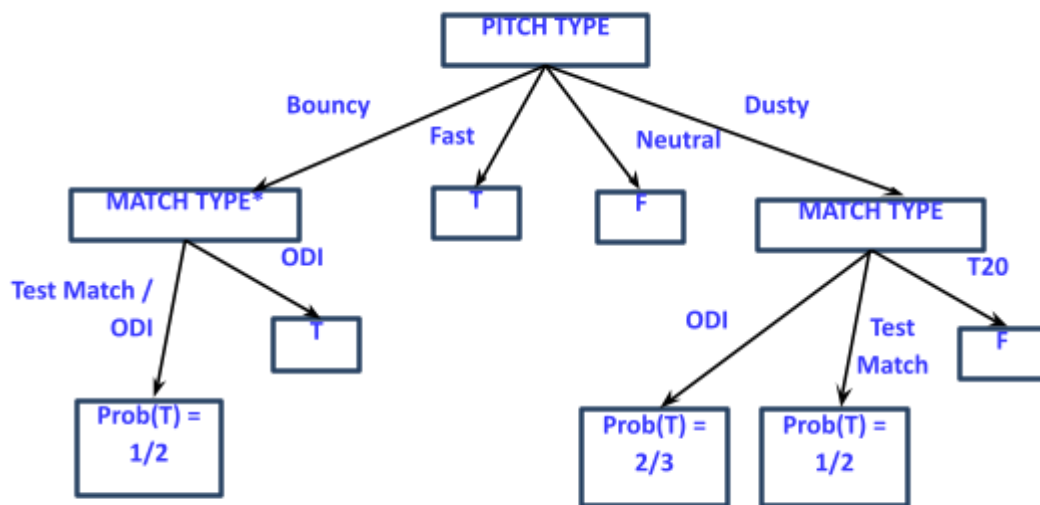 PITCH TYPE
Bouncy
Dusty
Fast
Neutral
MATCH TYPE*
T
F
MATCH TYPE
ODI
T20
Test Match /
ODI
T
ODI
Test
Match
F
Prob(T) =
1/2
Prob(T) =
2/3
Prob(T) =
1/2